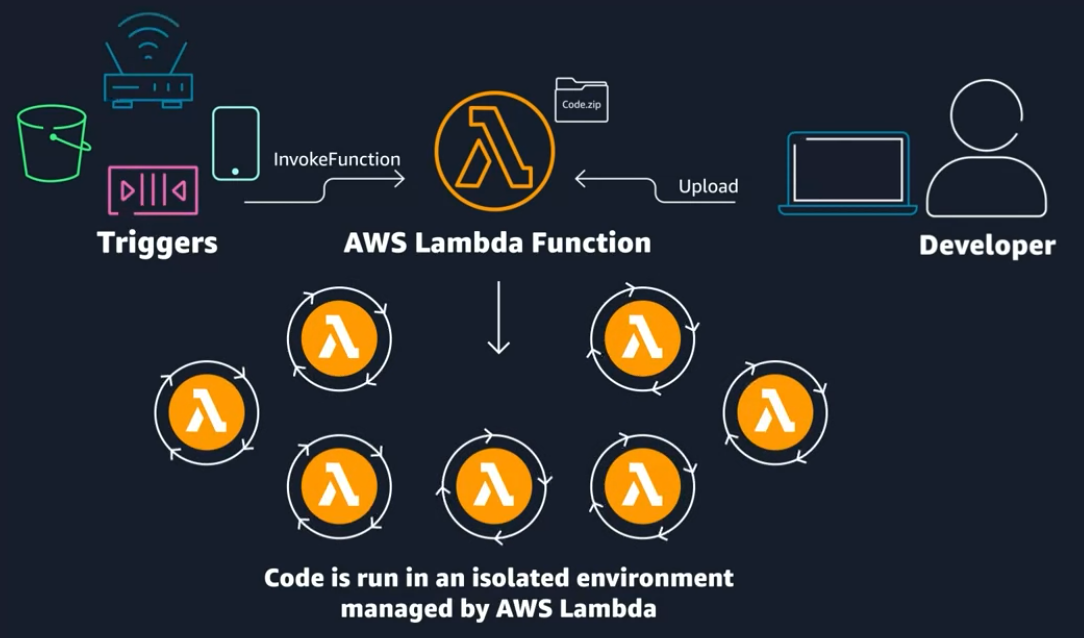 Code.zip
InvokeFunction
Upload
Triggers
AWS Lambda Function
Developer
Code is run in an isolated environment
managed by AWS Lambda